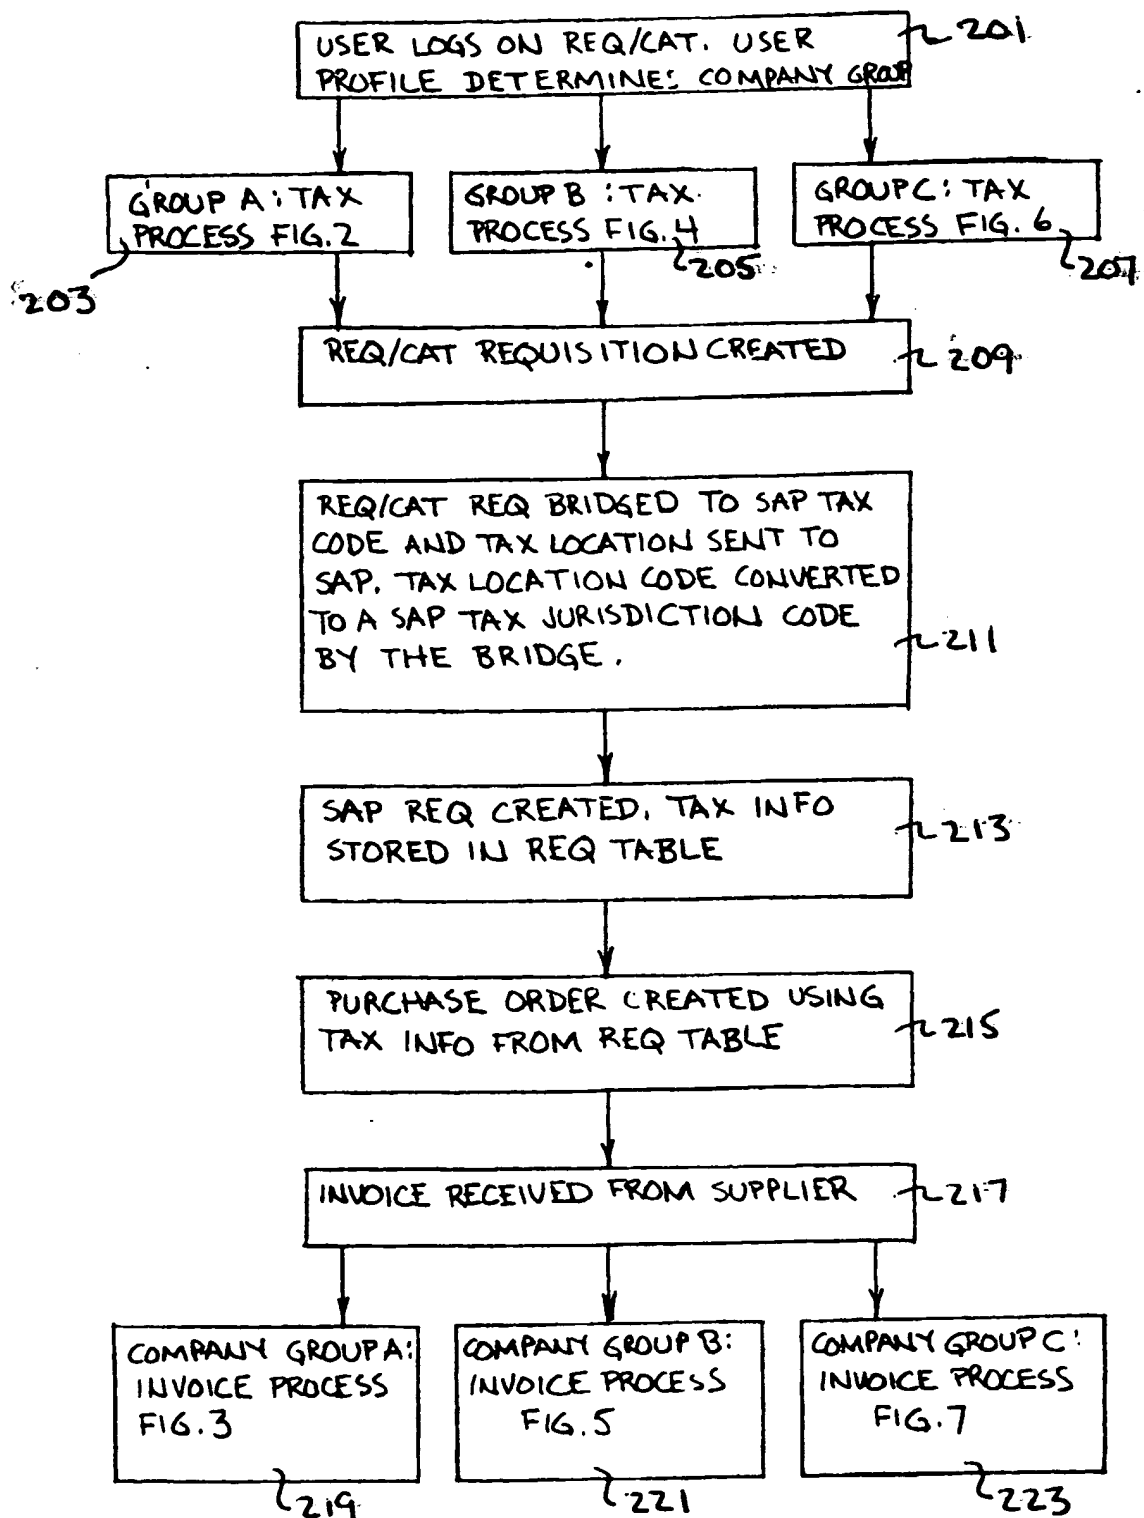 USER LOGS ON REQ/CAT. USER
PROFILE DETERMINE: COMPANY GROUP
201
GROUP A: TAX
PROCESS FIG.2
203
GROUP B: TAX
PROCESS FIG.4
205
GROUP C: TAX
PROCESS FIG. 6
207
REQ/CAT REQUISITION CREATED
209
REQ/CAT REQ BRIDGED TO SAP TAX
CODE AND TAX LOCATION SENT TO
SAP. TAX LOCATION CODE CONVERTED
TO A SAP TAX JURISDICTION CODE
BY THE BRIDGE.
211
SAP REQ CREATED. TAX INFO
STORED IN REQ TABLE
213
PURCHASE ORDER CREATED USING
TAX INFO FROM REQ TABLE
215
INVOICE RECEIVED FROM SUPPLIER
217
COMPANY GROUP A:
INVOICE PROCESS
FIG.3
219
COMPANY GROUP B:
INVOICE PROCESS
FIG.5
221
COMPANY GROUP C:
INVOICE PROCESS
FIG.7
223